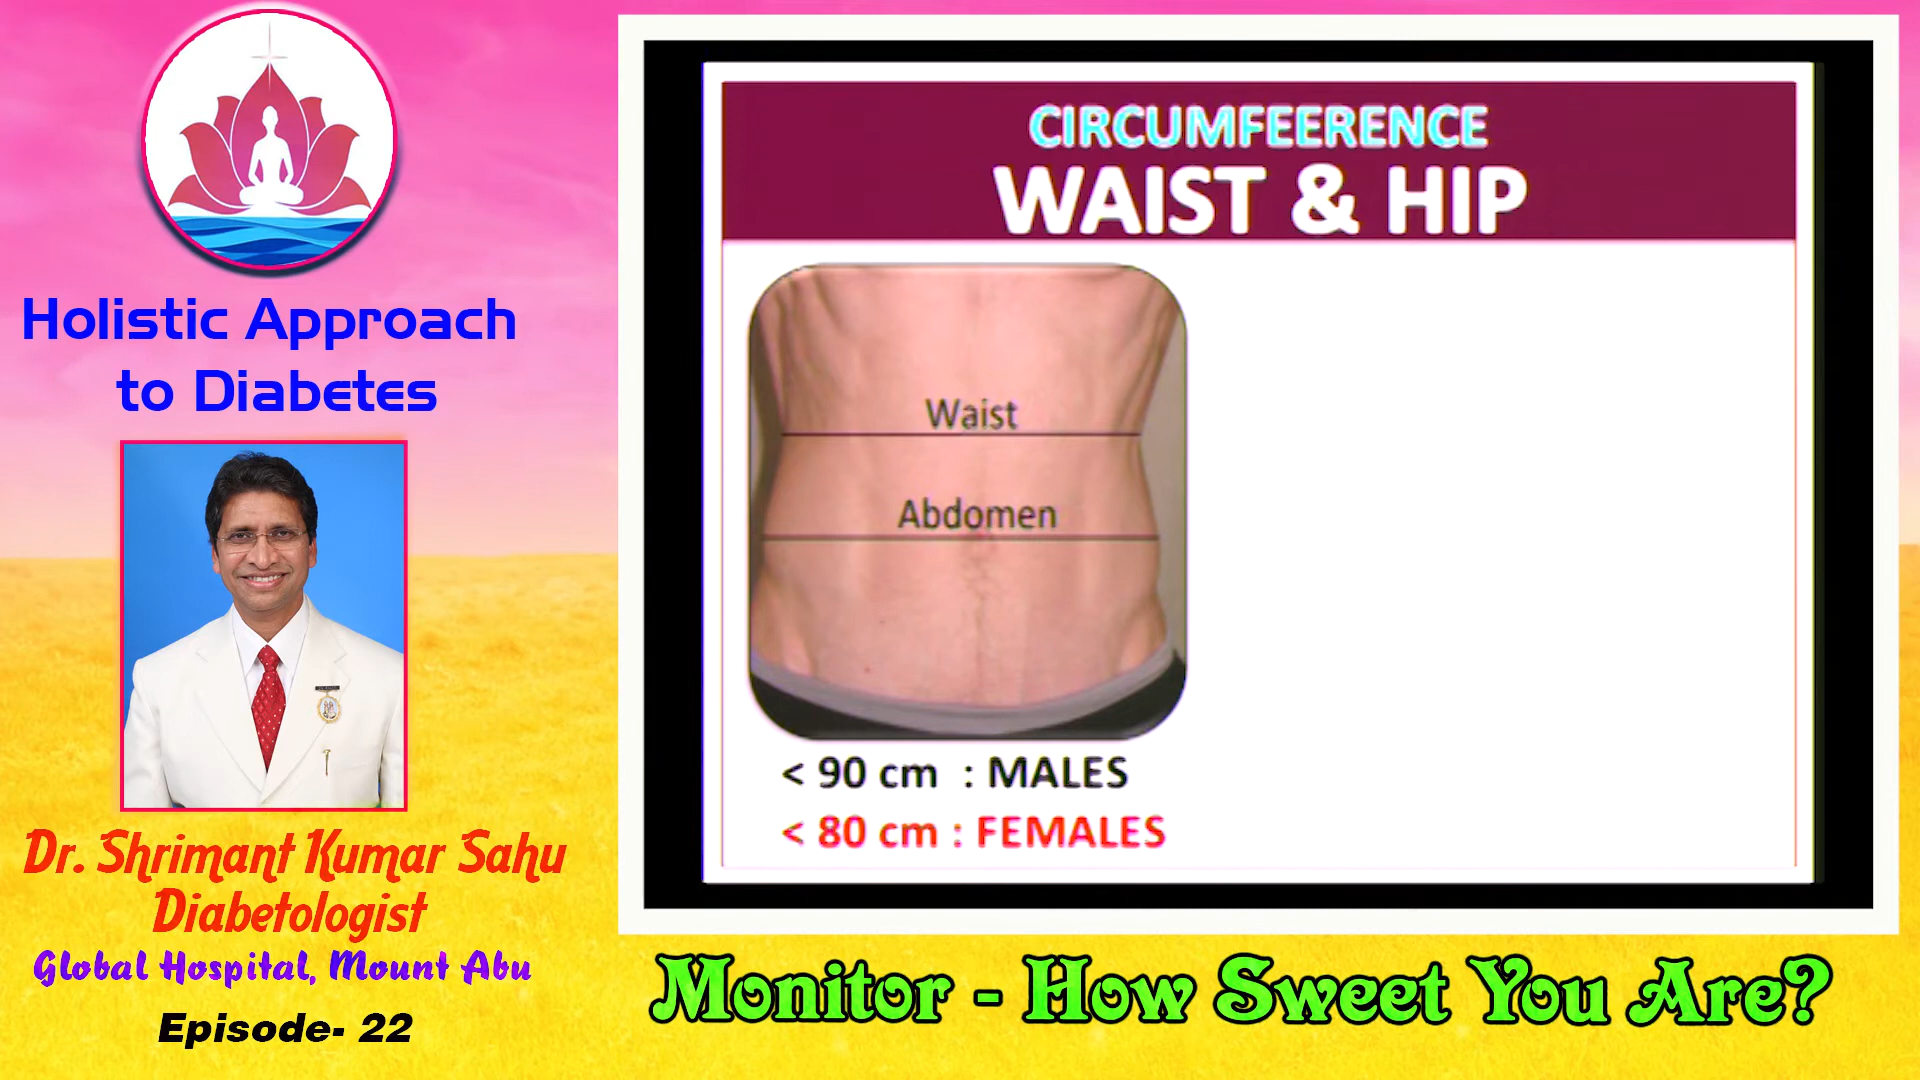 Holistic Approach
to Diabetes
Dr. Shrimant Kumar Sahu
Diabetologist
Global Hospital, Mount Abu
Episode- 22
CIRCUMFEERENCE
WAIST & HIP
Waist
Abdomen
< 90 cm : MALES
< 80 cm : FEMALES
Monitor - How Sweet You Are?